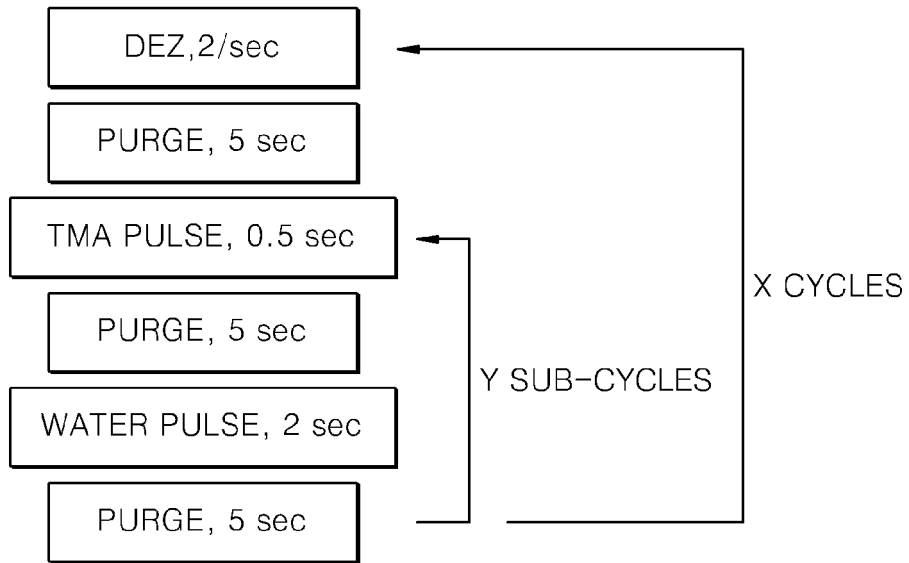 DEZ,2/sec
PURGE, 5 sec
TMA PULSE, 0.5 sec
PURGE, 5 sec
WATER PULSE, 2 sec
PURGE, 5 sec
Y SUB-CYCLES
X CYCLES